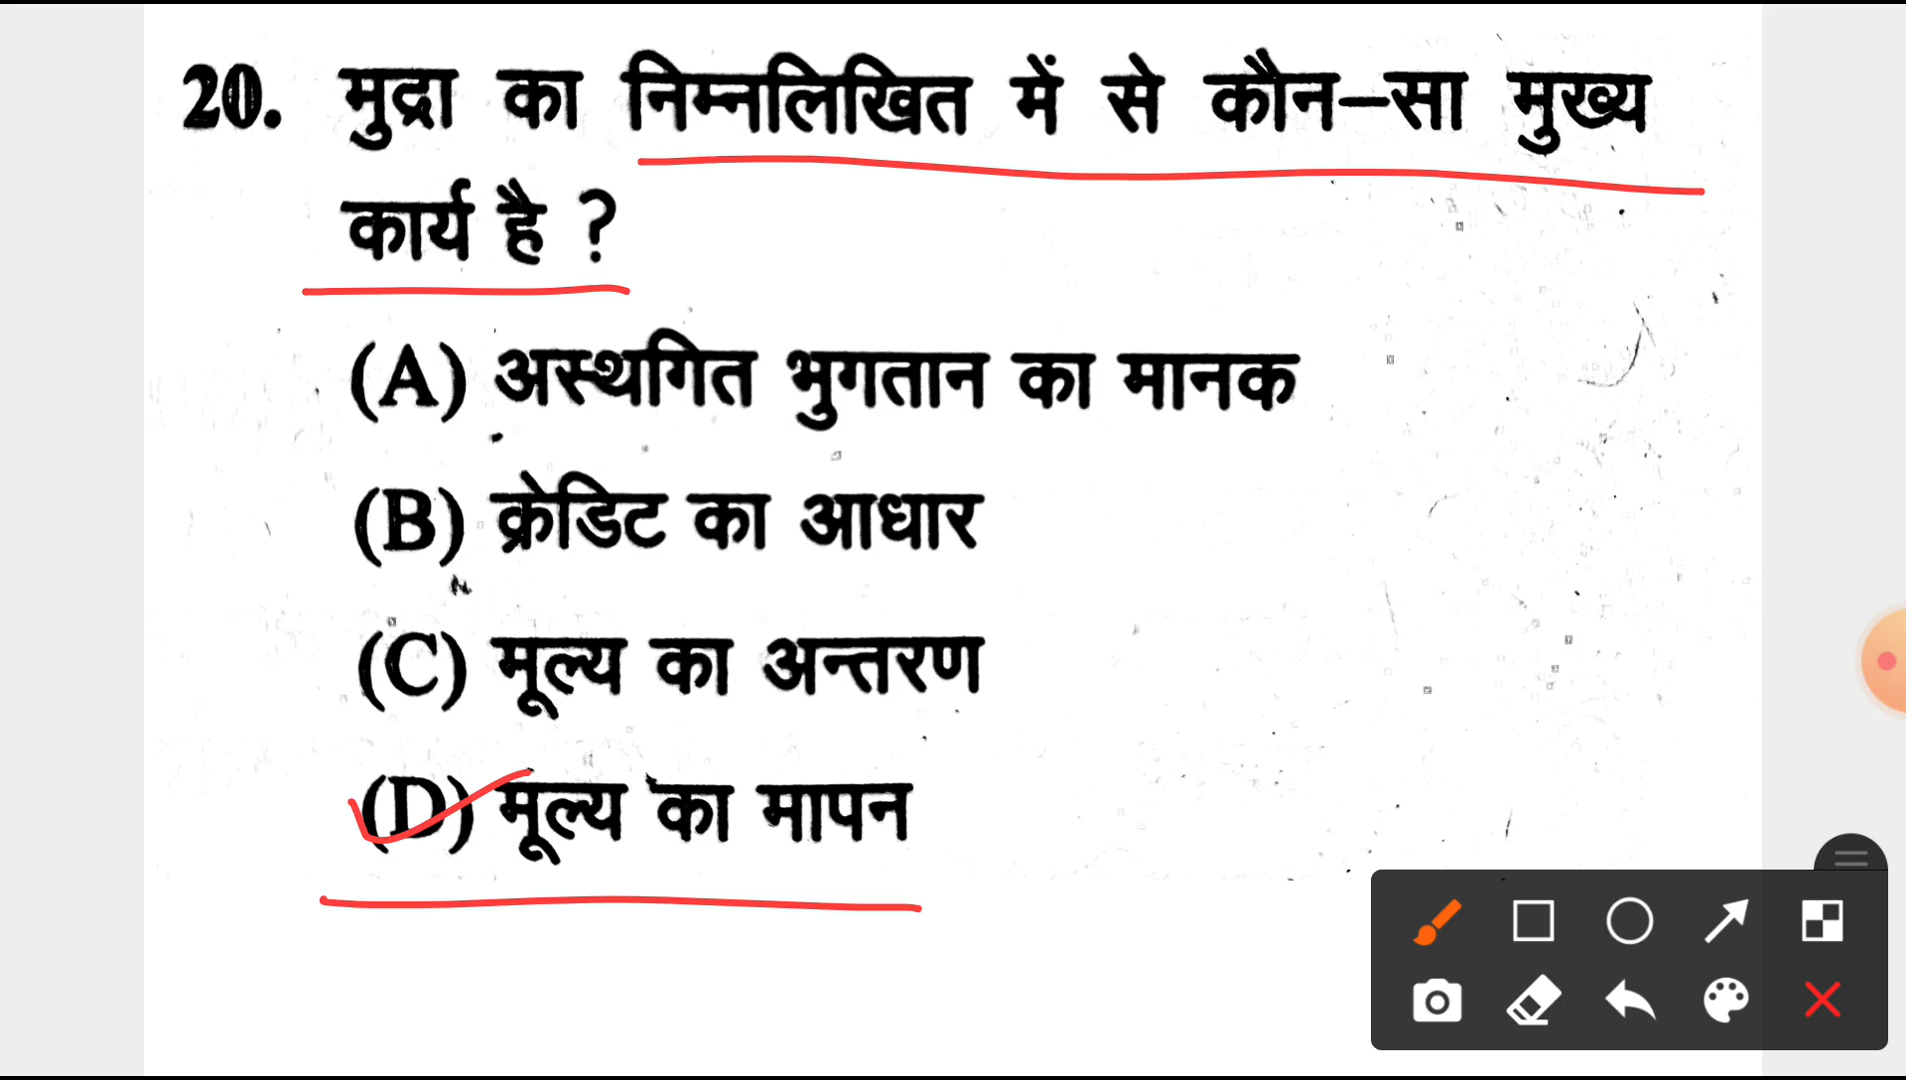 20. मुद्रा का निम्नलिखित में से कौन-सा मुख्य
कार्य है ?
(A) अस्थगित भुगतान का मानक
(B) क्रेडिट का आधार
(C) मूल्य का अन्तरण
(D) मूल्य का मापन